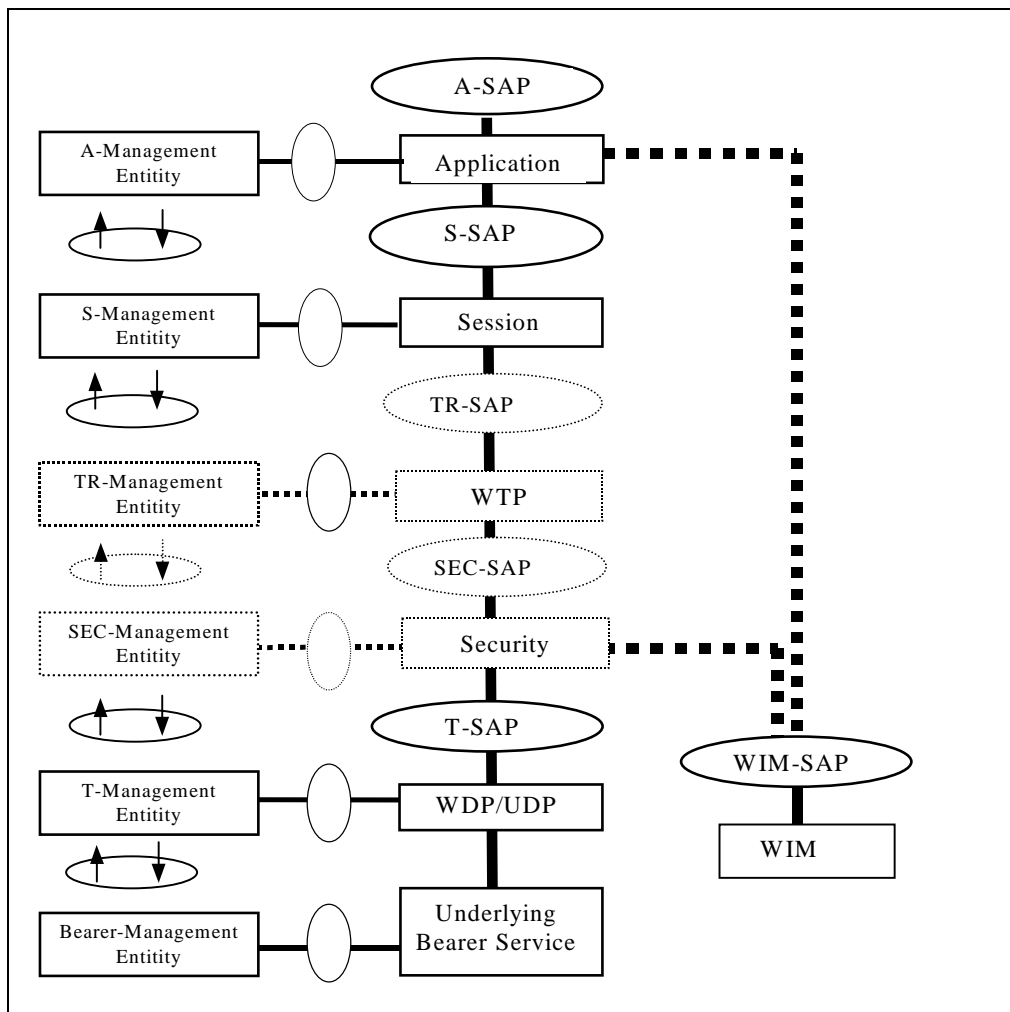 A-SAP
A-Management
Entitity
Application
S-SAP
S-Management
Entitity
Session
TR-SAP
TR-Management
Entitity
WTP
SEC-SAP
SEC-Management
Entitity
Security
T-SAP
WIM-SAP
T-Management
Entitity
WDP/UDP
WIM
Underlying
Bearer Service
Bearer-Management
Entitity